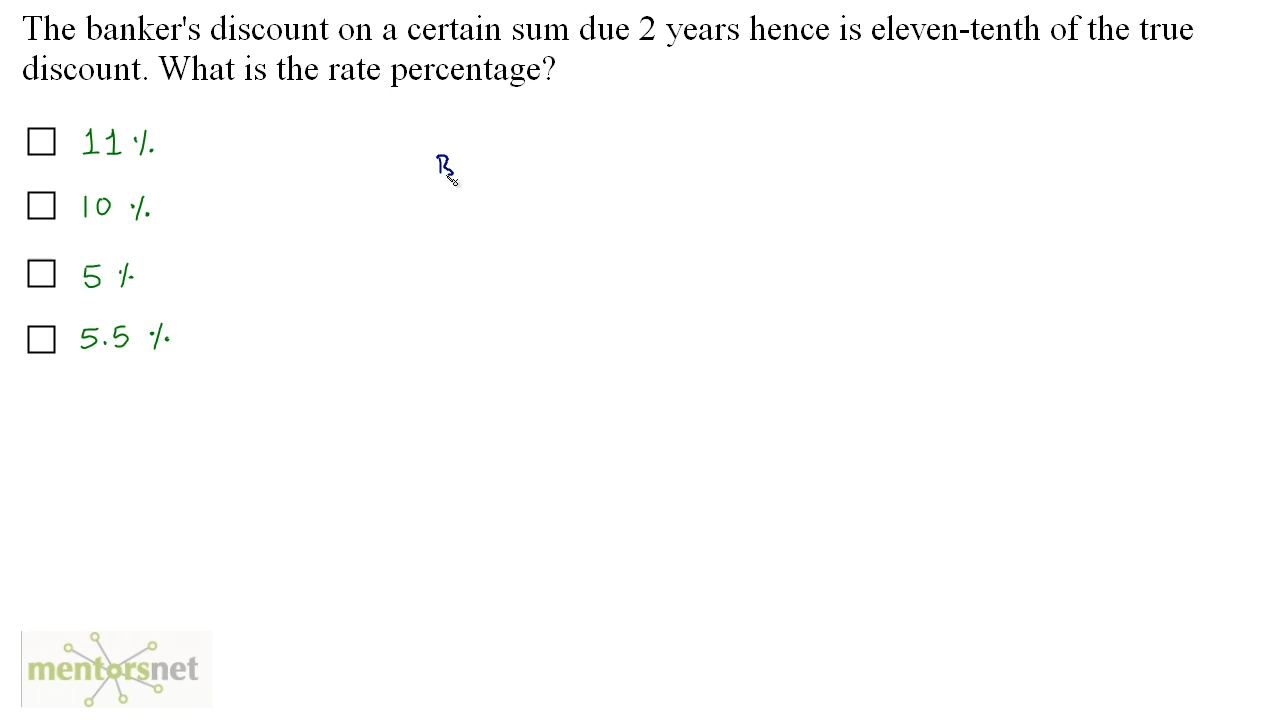 The banker's discount on a certain sum due 2 years hence is eleven-tenth of the true
discount. What is the rate percentage?
11 %
10 %
5 %
5.5 %
B
mentorsnet